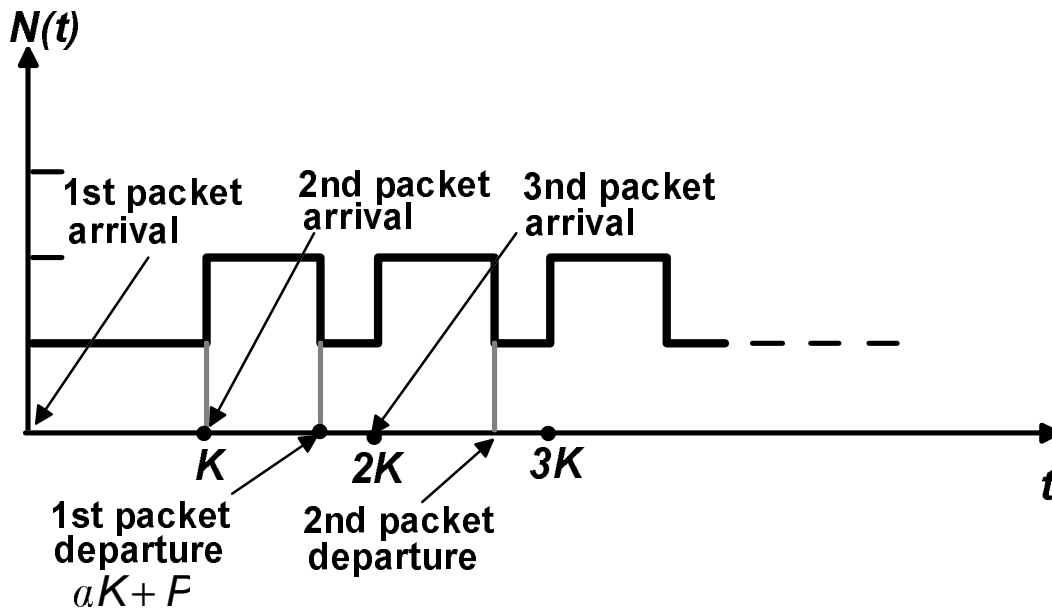 N(t)
1st packet
arrival
2nd packet
arrival
3nd packet
arrival
K
2K
3K
t
1st packet
departure
αK + P
2nd packet
departure